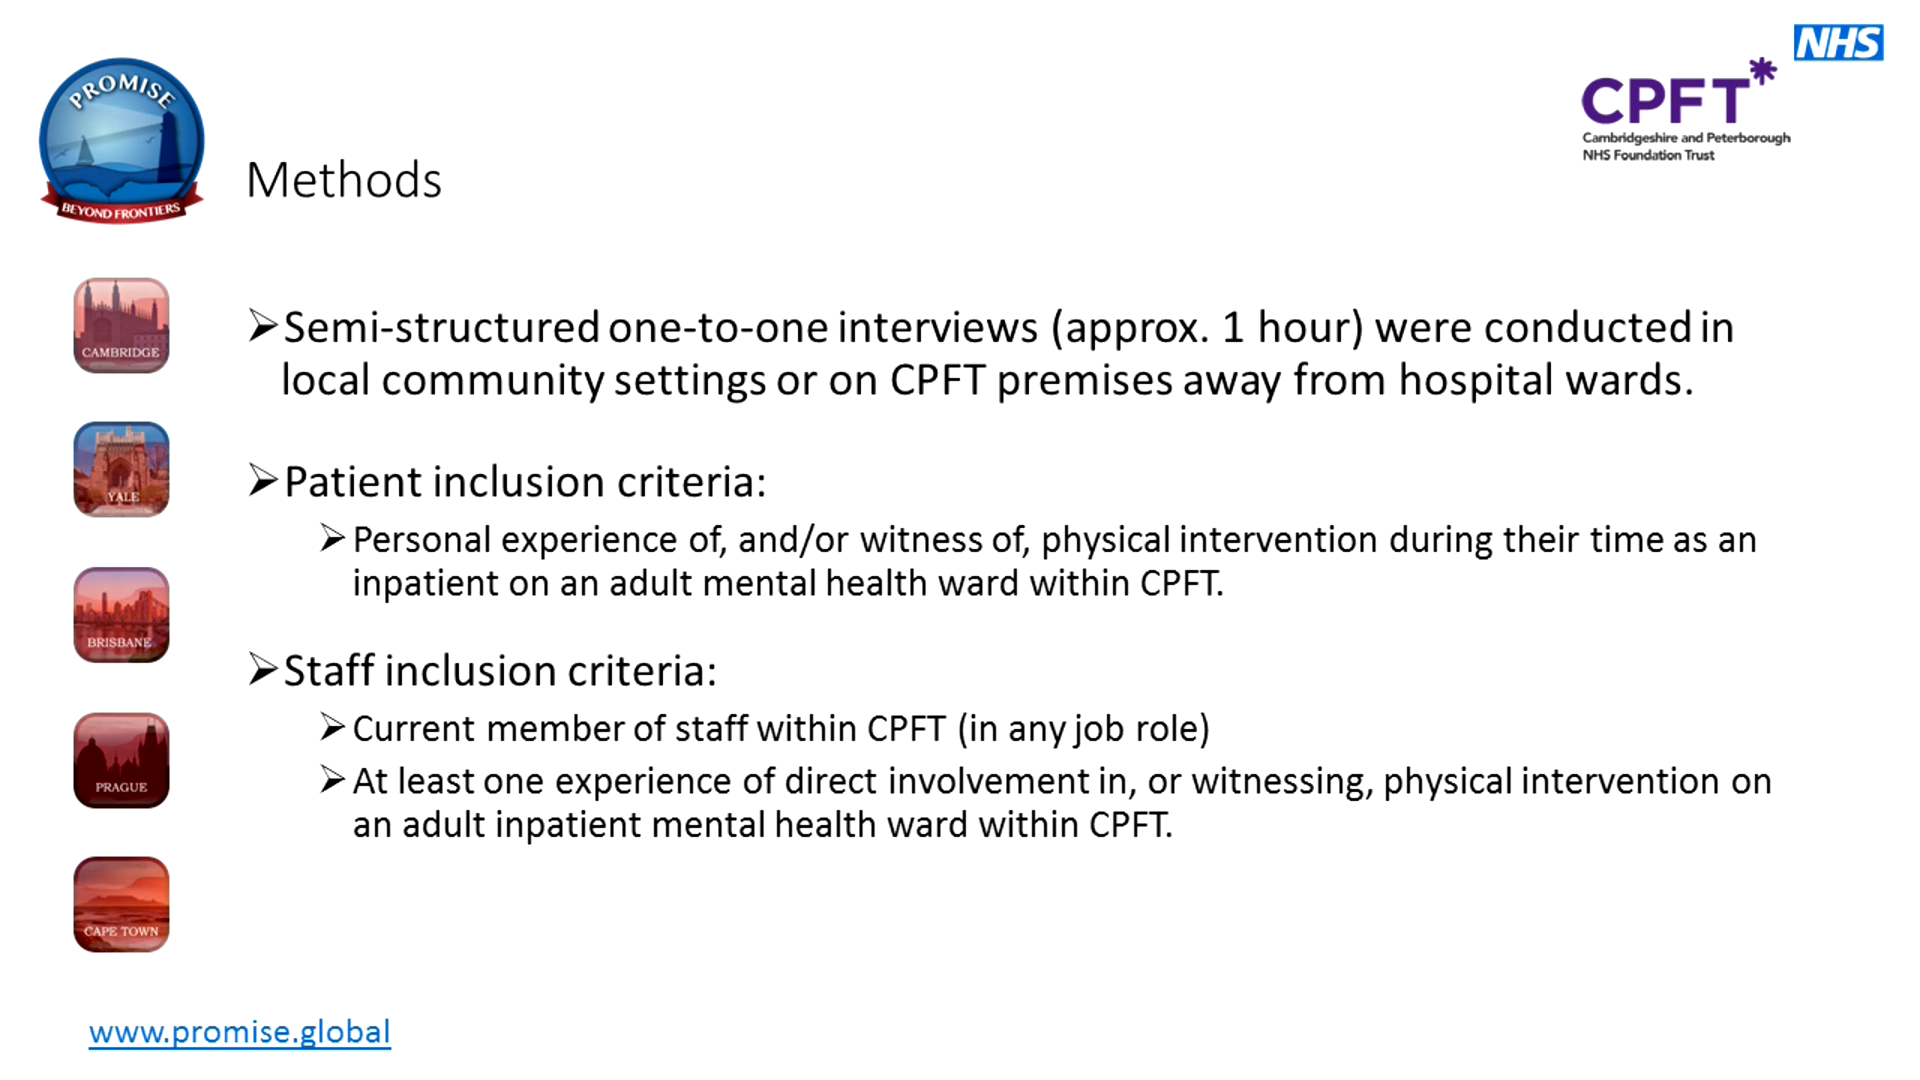 NHS
PROMISE
BEYOND FRONTIERS
CPFT*
Cambridgeshire and Peterborough
NHS Foundation Trust
Methods
CAMBRIDGE
YALE
BRISBANE
PRAGUE
CAPE TOWN
➢Semi-structured one-to-one interviews (approx. 1 hour) were conducted in
local community settings or on CPFT premises away from hospital wards.
➢Patient inclusion criteria:
➢Personal experience of, and/or witness of, physical intervention during their time as an
inpatient on an adult mental health ward within CPFT.
➢Staff inclusion criteria:
➢Current member of staff within CPFT (in any job role)
➢At least one experience of direct involvement in, or witnessing, physical intervention on
an adult inpatient mental health ward within CPFT.
www.promise.global